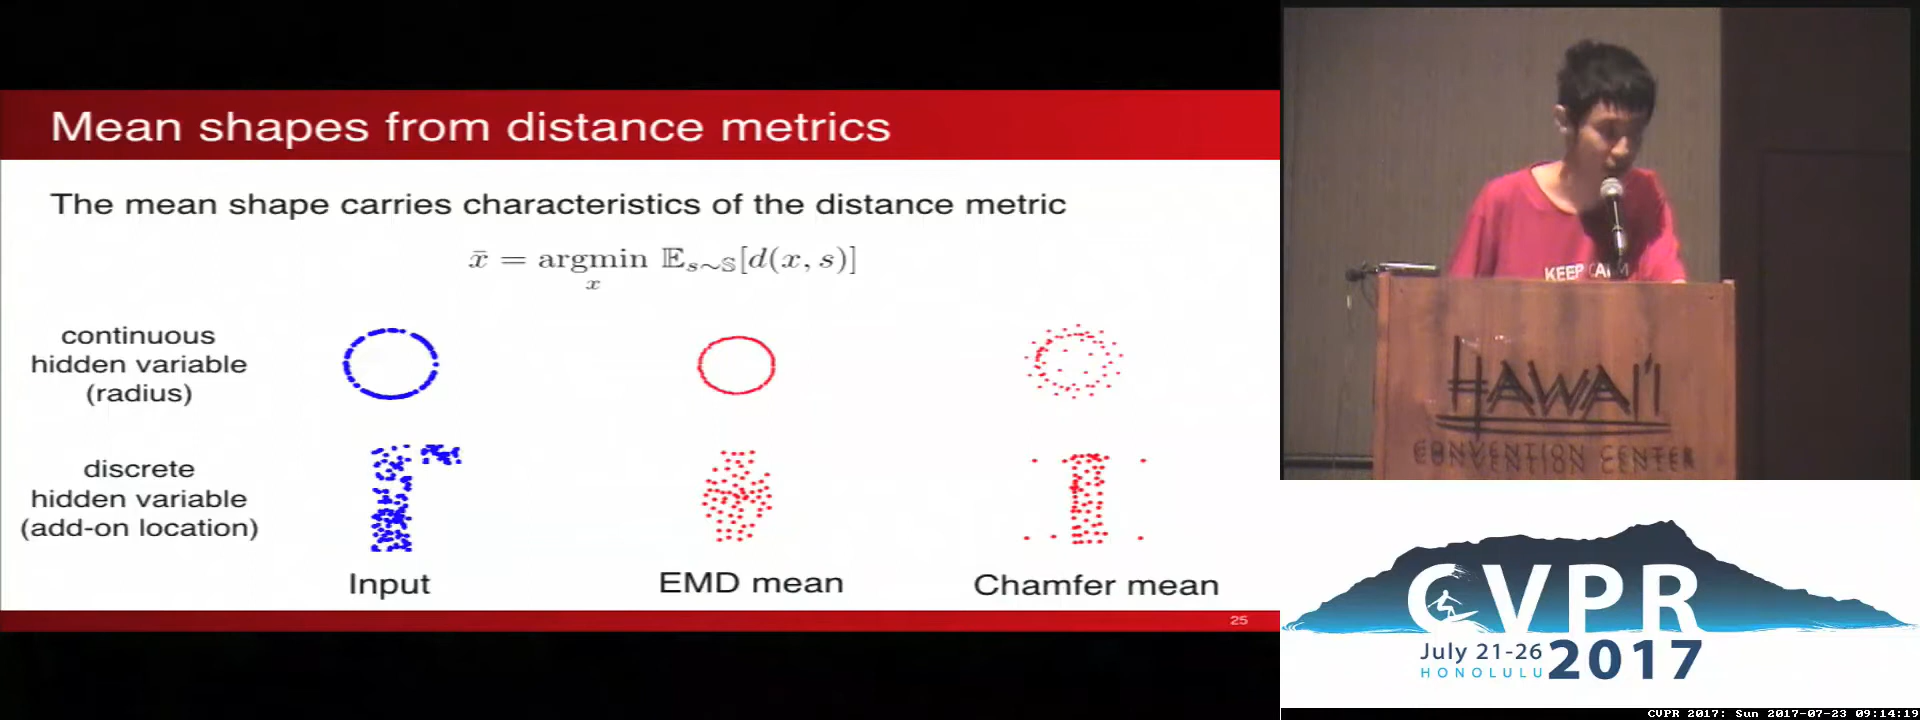 Mean shapes from distance metrics
The mean shape carries characteristics of the distance metric
x̄ = argmin 𝔼s∼𝕊[d(x, s)]
x
continuous
hidden variable
(radius)
discrete
hidden variable
(add-on location)
Input
EMD mean
Chamfer mean
25
KEEP CALM
HAWAI'I
CONVENTION CENTER
CVPR
July 21-26
HONOLULU
2017
CVPR 2017: Sun 2017-07-23 09:14:19